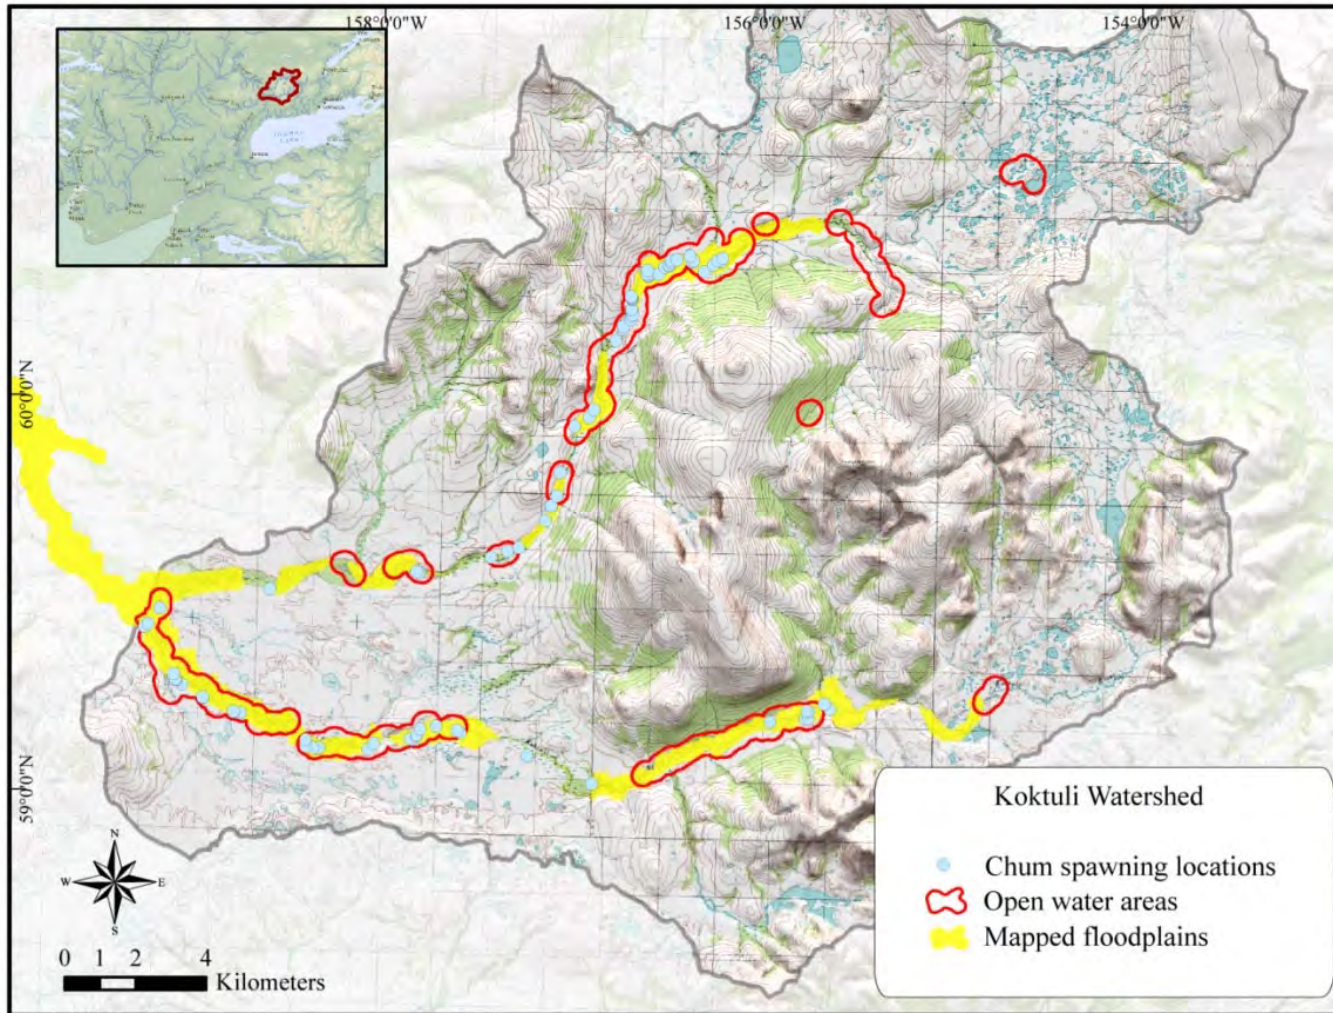 158°0'0"W
156°0'0"W
154°0'0"W
60°0'0"N
59°0'0"N
N
W
E
S
0 1 2 4
Kilometers
Koktuli Watershed
Chum spawning locations
Open water areas
Mapped floodplains